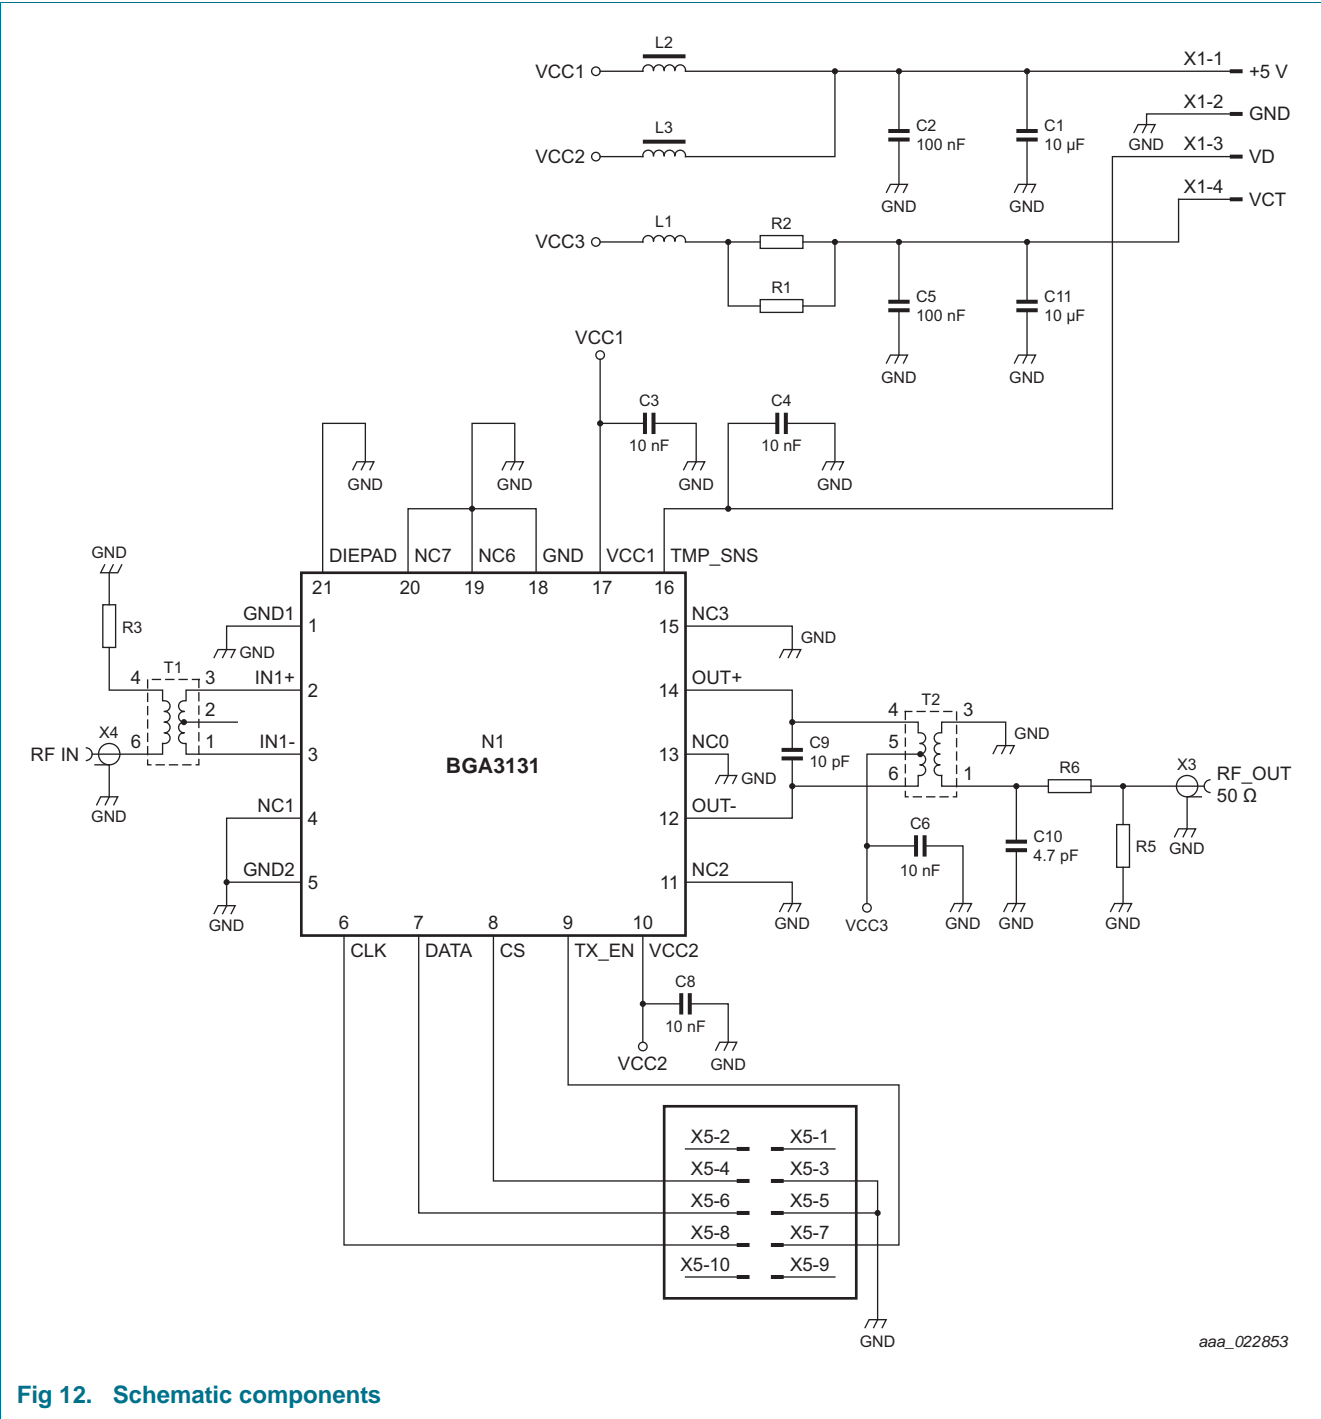 L2
VCC1
X1-1
+5 V
C2
100 nF
C1
10 µF
GND
GND
X1-2
GND
GND
L3
VCC2
X1-3
VD
X1-4
VCT
L1
VCC3
R2
R1
C5
100 nF
C11
10 µF
GND
GND
VCC1
C3
10 nF
C4
10 nF
GND
GND
GND
GND
DIEPAD
NC7
NC6
GND
VCC1
TMP_SNS
21
20
19
18
17
16
GND
R3
GND1
1
GND
T1
4
3
2
6
1
IN1+
2
X4
RF IN
IN1-
3
GND
NC1
4
GND2
5
GND
N1
BGA3131
15
NC3
GND
14
OUT+
13
NC0
GND
12
OUT-
11
NC2
GND
C9
10 pF
T2
4
5
6
3
1
GND
C6
10 nF
VCC3
GND
C10
4.7 pF
GND
R6
R5
GND
X3
RF_OUT
50 Ω
GND
6
7
8
9
10
CLK
DATA
CS
TX_EN
VCC2
C8
10 nF
VCC2
GND
X5-2
X5-1
X5-4
X5-3
X5-6
X5-5
X5-8
X5-7
X5-10
X5-9
GND
aaa_022853
Fig 12. Schematic components